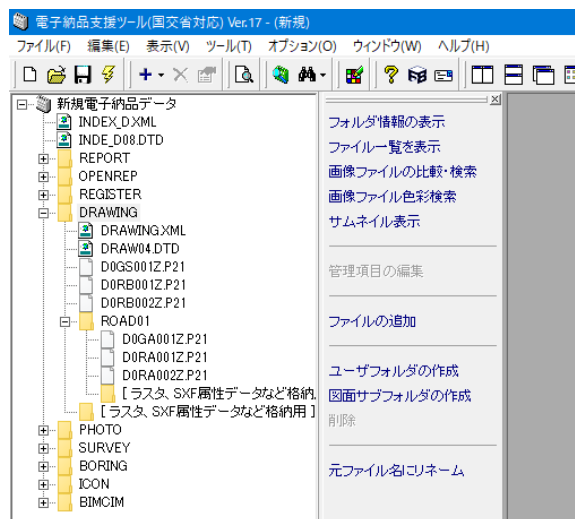 電子納品支援ツール(国交省対応) Ver.17 - (新規)
ファイル(F) 編集(E) 表示(V) ツール(T) オプション(O) ウィンドウ(W) ヘルプ(H)
新規電子納品データ
INDEX_D.XML
INDE_D08.DTD
REPORT
OPENREP
REGISTER
DRAWING
DRAWING.XML
DRAW04.DTD
D0GS001Z.P21
D0RB001Z.P21
D0RB002Z.P21
ROAD01
D0GA001Z.P21
D0RA001Z.P21
D0RA002Z.P21
[ ラスタ、SXF属性データなど格納
[ ラスタ、SXF属性データなど格納用 ]
PHOTO
SURVEY
BORING
ICON
BIMCIM
フォルダ情報の表示
ファイル一覧を表示
画像ファイルの比較・検索
画像ファイル色彩検索
サムネイル表示
管理項目の編集
ファイルの追加
ユーザフォルダの作成
図面サブフォルダの作成
削除
元ファイル名にリネーム